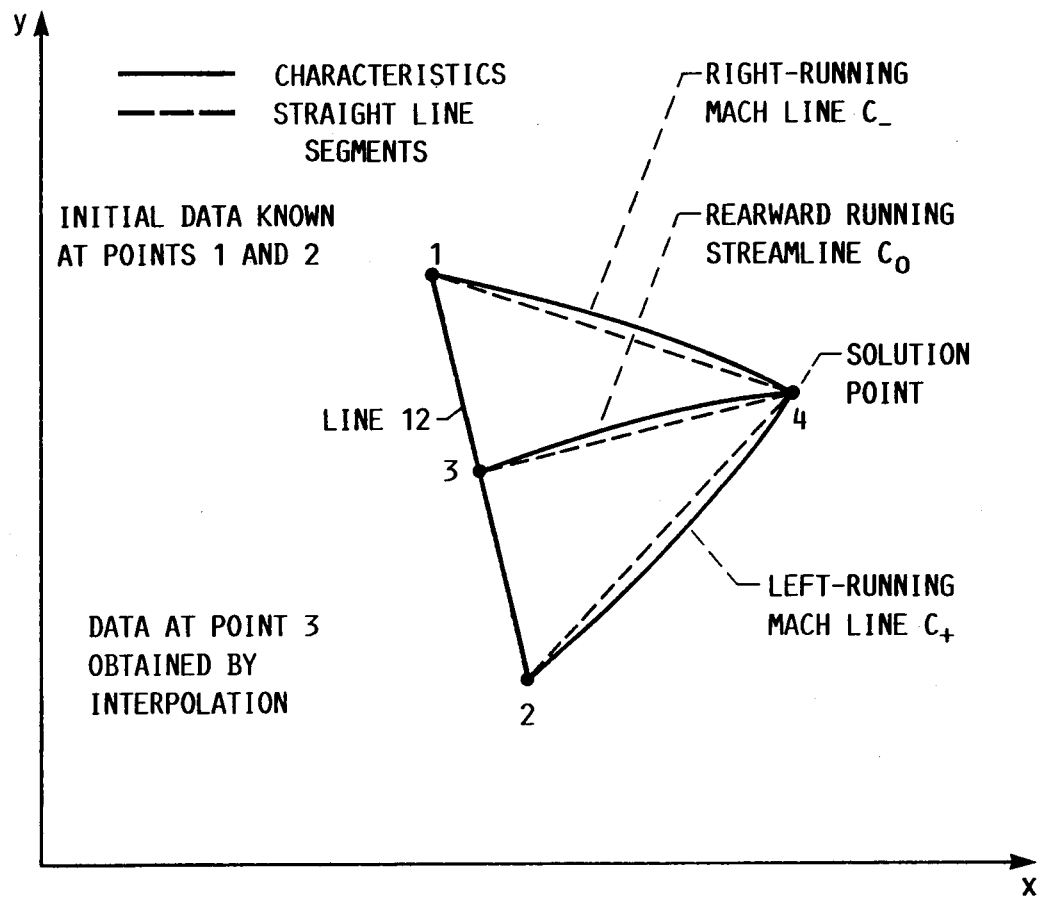 y
CHARACTERISTICS
STRAIGHT LINE
SEGMENTS
RIGHT-RUNNING
MACH LINE C_
INITIAL DATA KNOWN
AT POINTS 1 AND 2
REARWARD RUNNING
STREAMLINE C0
1
SOLUTION
POINT
4
LINE 12
3
LEFT-RUNNING
MACH LINE C+
DATA AT POINT 3
OBTAINED BY
INTERPOLATION
2
x